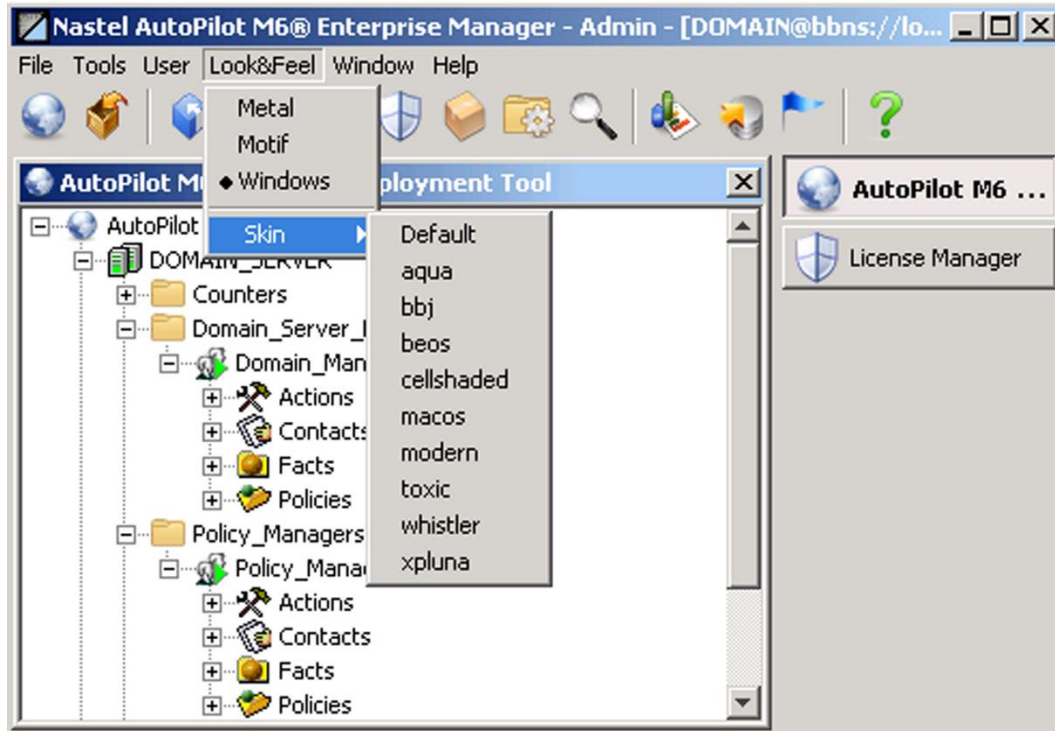 Nastel AutoPilot M6® Enterprise Manager - Admin - [DOMAIN@bbns://lo...
File Tools User Look&Feel Window Help
Metal
Motif
Windows
Skin
Default
aqua
bbj
beos
cellshaded
macos
modern
toxic
whistler
xpluna
AutoPilot ployment Tool
AutoPilot
DOMAIN_SERVER
Counters
Domain_Server_
Domain_Man
Actions
Contacts
Facts
Policies
Policy_Managers
Policy_Mana
Actions
Contacts
Facts
Policies
AutoPilot M6 ...
License Manager